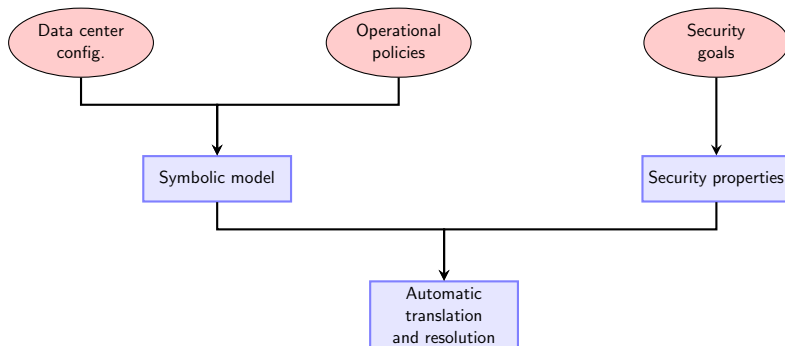 Data center
config.
Operational
policies
Security
goals
Symbolic model
Security properties
Automatic
translation
and resolution